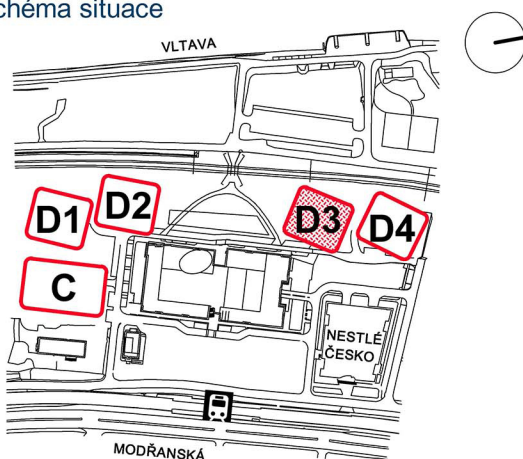 chéma situace
VLTAVA
D1
D2
D3
D4
C
NESTLÉ
ČESKO
MODŘANSKÁ